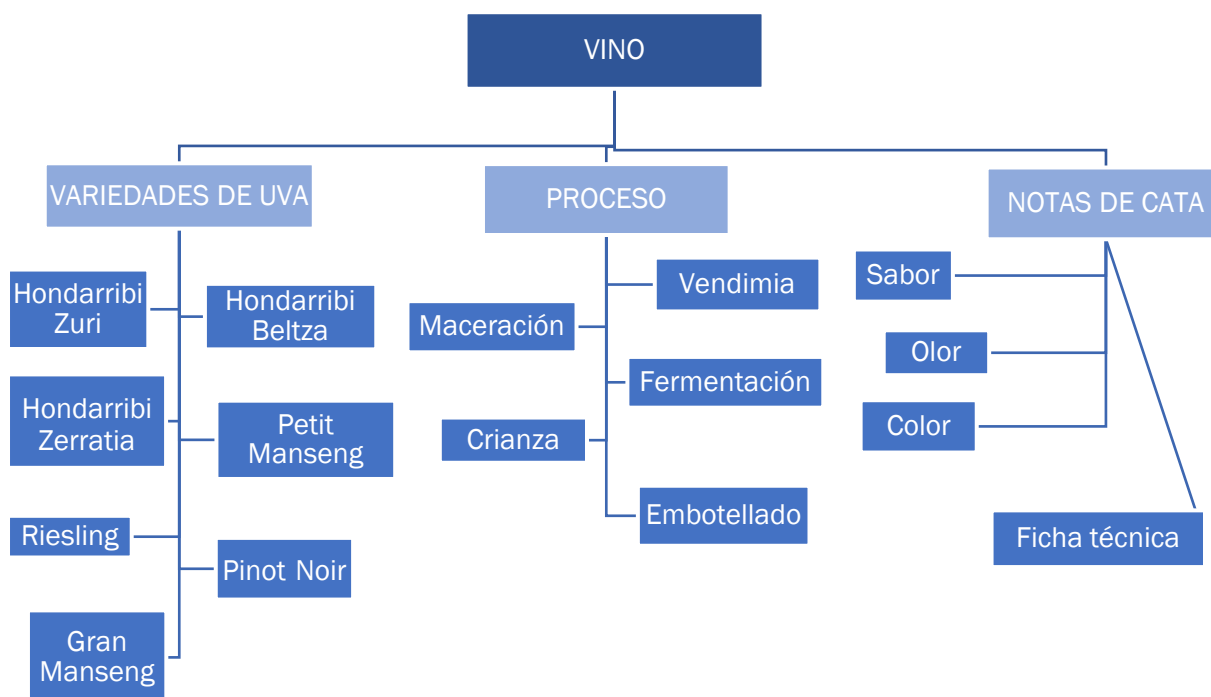 VINO
VARIEDADES DE UVA
PROCESO
NOTAS DE CATA
Hondarribi
Zuri
Hondarribi
Beltza
Hondarribi
Zerratia
Petit
Manseng
Riesling
Pinot Noir
Gran
Manseng
Vendimia
Maceración
Fermentación
Crianza
Embotellado
Sabor
Olor
Color
Ficha técnica